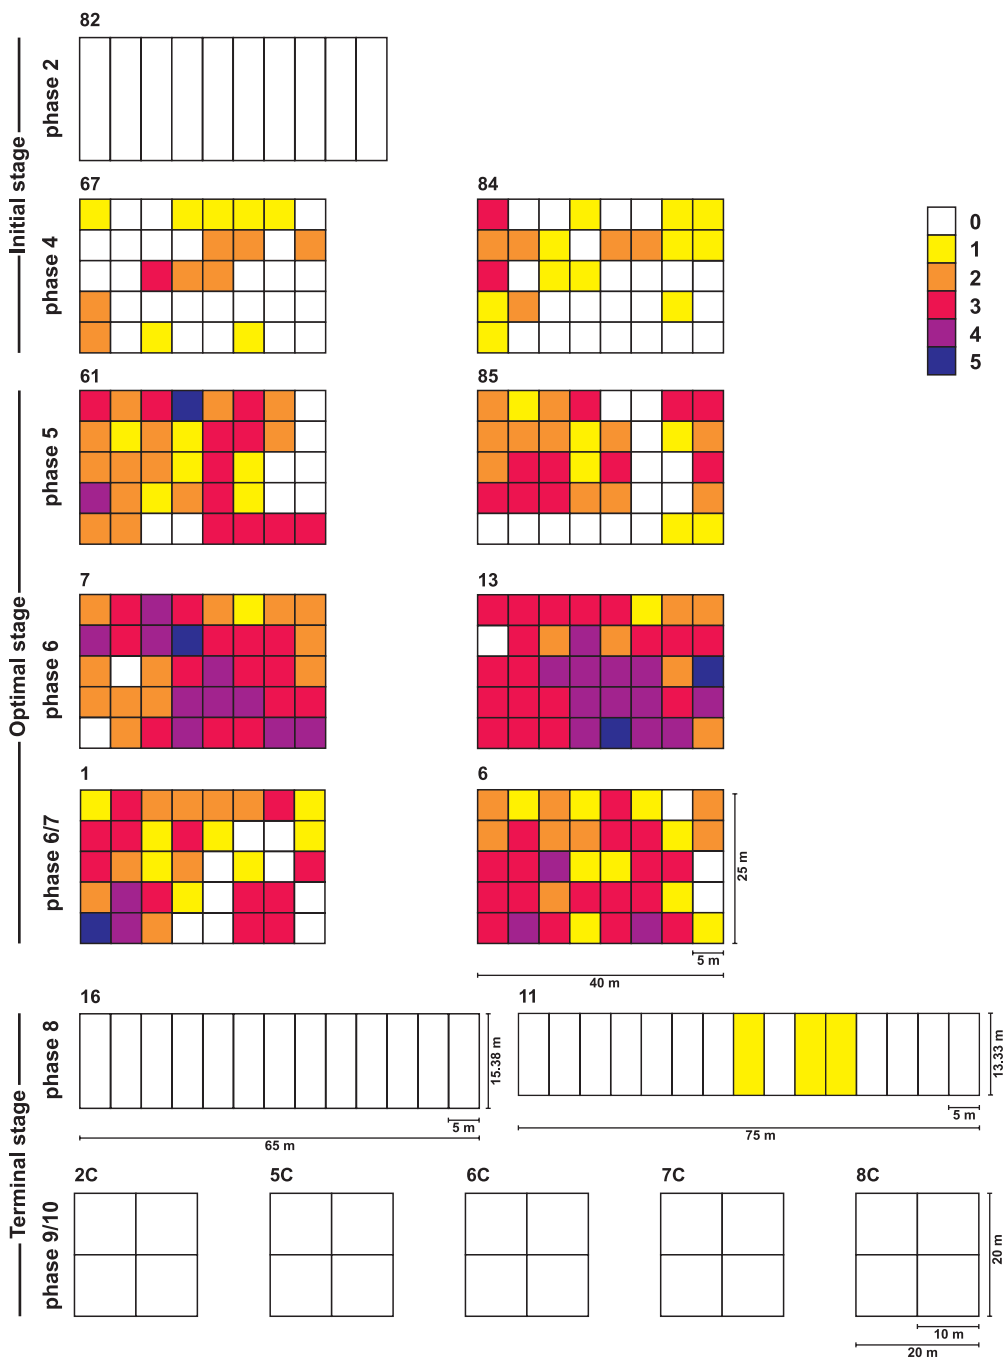 82
Initial stage
phase 2
67
84
phase 4
0
1
2
3
4
5
61
85
Optimal stage
phase 5
7
13
phase 6
1
6
phase 6/7
25 m
5 m
40 m
16
11
Terminal stage
phase 8
15.38 m
13.33 m
5 m
5 m
65 m
75 m
2C
5C
6C
7C
8C
phase 9/10
20 m
10 m
20 m